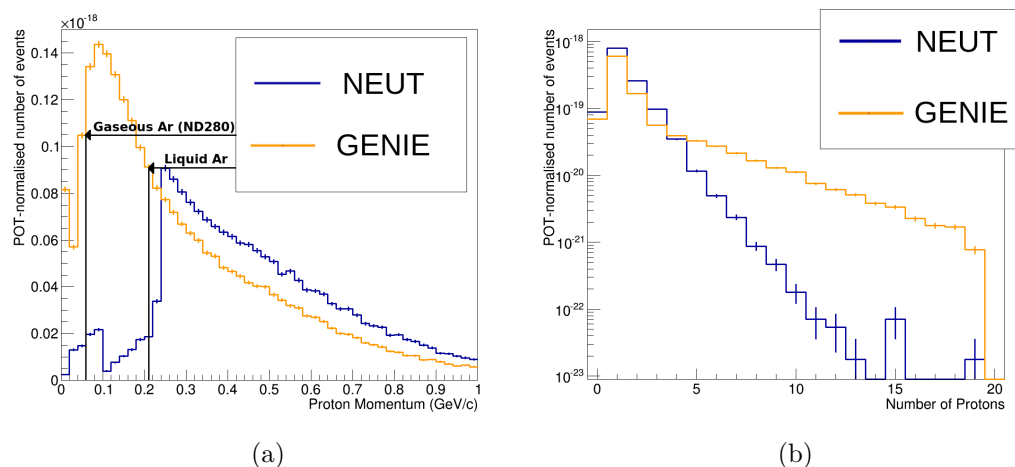 ×10⁻¹⁸
POT-normalised number of events
0.14
0.12
0.1
0.08
0.06
0.04
0.02
0
NEUT
GENIE
Gaseous Ar (ND280)
Liquid Ar
0 0.1 0.2 0.3 0.4 0.5 0.6 0.7 0.8 0.9 1
Proton Momentum (GeV/c)
(a)
POT-normalised number of events
10⁻¹⁸
10⁻¹⁹
10⁻²⁰
10⁻²¹
10⁻²²
10⁻²³
NEUT
GENIE
0 5 10 15 20
Number of Protons
(b)